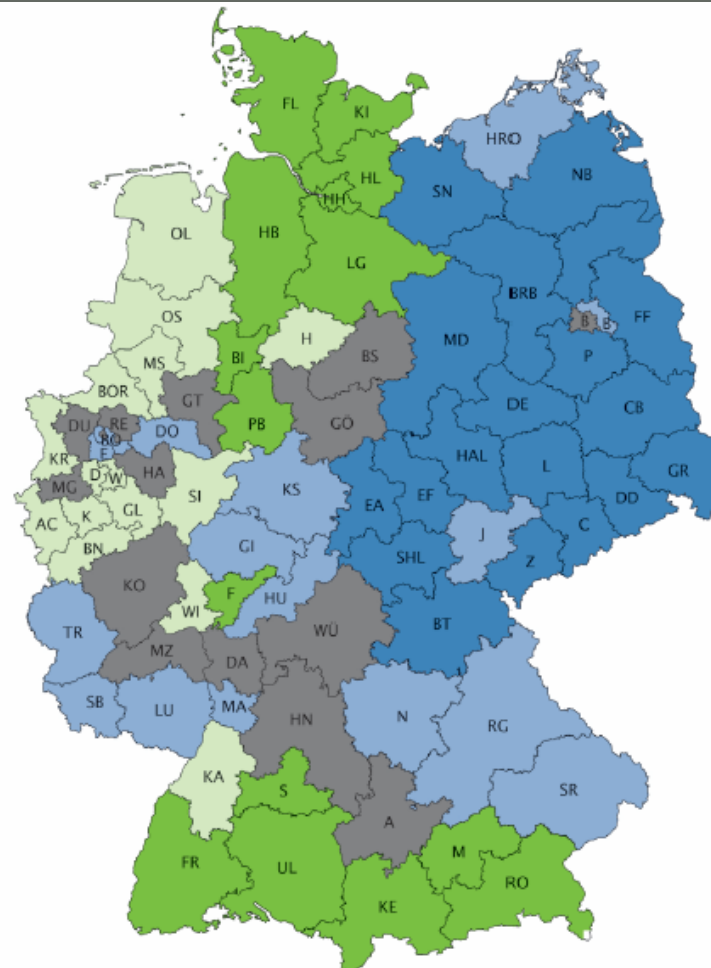 FL
KI
HRO
HL
SN
NB
HH
OL
HB
LG
BRB
FF
OS
H
BS
MD
B
B
MS
BI
P
BOR
GT
DE
CB
DU
RE
PB
GÖ
BO
DO
E
KR
HAL
L
GR
MG
D
W
HA
SI
KS
EA
EF
DD
AC
K
GL
J
C
BN
GI
SHL
Z
KO
WI
F
HU
TR
WÜ
BT
MZ
DA
SB
LU
MA
HN
N
RG
KA
S
SR
A
FR
UL
M
RO
KE